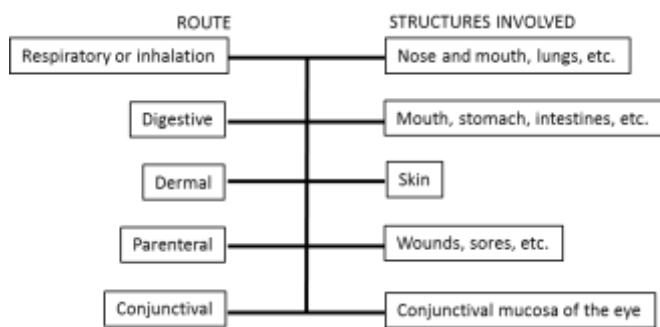 ROUTE STRUCTURES INVOLVED
Respiratory or inhalation Nose and mouth, lungs, etc.
Digestive Mouth, stomach, intestines, etc.
Dermal Skin
Parenteral Wounds, sores, etc.
Conjunctival Conjunctival mucosa of the eye